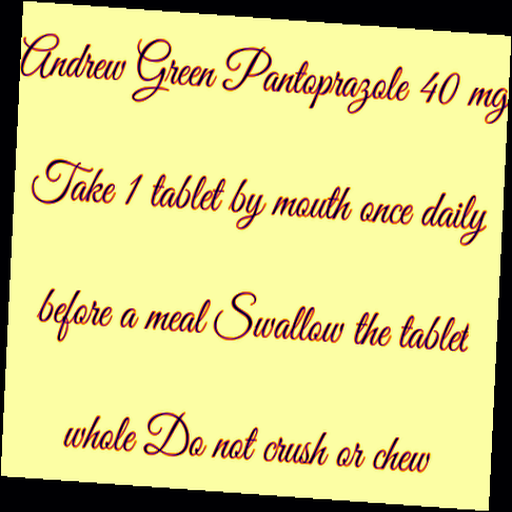 Andrew Green Pantoprazole 40 mg
Take 1 tablet by mouth once daily
before a meal Swallow the tablet
whole Do not crush or chew